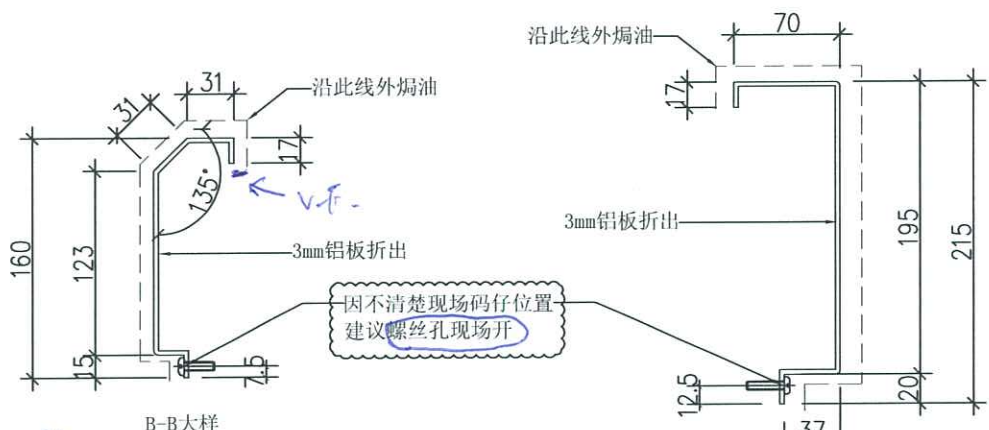 沿此线外焗油
70
31
沿此线外焗油
31
17
17
135°
V.
3mm铝板折出
3mm铝板折出
160
123
195
215
因不清楚现场码仔位置
建议螺丝孔现场开
15
7.5
12.5
20
37
B-B大样